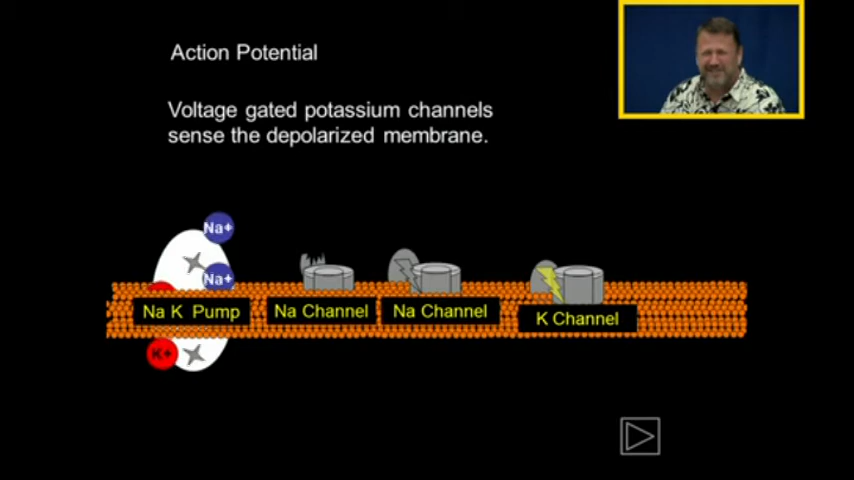 Action Potential
Voltage gated potassium channels
sense the depolarized membrane.
Na+
Na+
Na K Pump
Na Channel
Na Channel
K Channel
K+